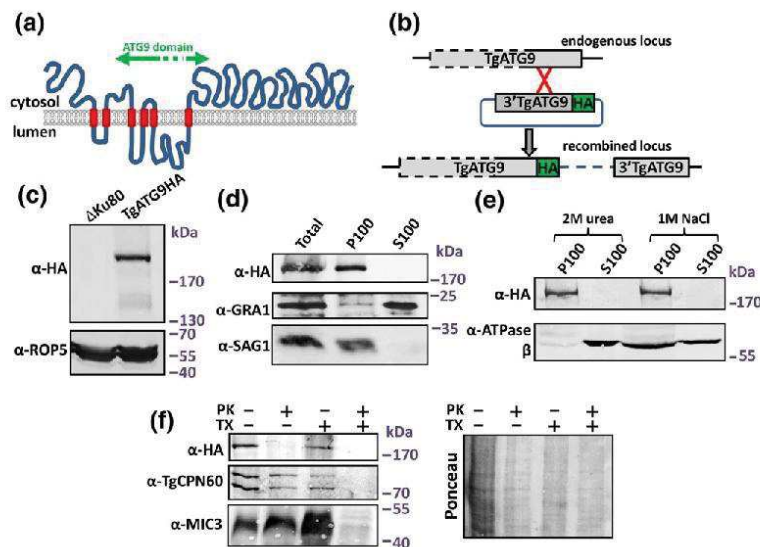 (a)
ATG9 domain
cytosol
lumen
(b)
TgATG9
endogenous locus
3'TgATG9 HA
recombined locus
TgATG9 HA 3'TgATG9
(c)
ΔKu80 TgATG9HA
kDa
α-HA
–170
–130
α-ROP5
–70
–55
–40
(d)
Total P100 S100
kDa
α-HA
–170
α-GRA1
–25
α-SAG1
–35
(e)
2M urea 1M NaCl
P100 S100 P100 S100
kDa
α-HA
–170
α-ATPase
β
–55
(f)
PK – + – +
TX – – + +
kDa
α-HA
–170
α-TgCPN60
–70
α-MIC3
–55
–40
PK – + – +
TX – – + +
Ponceau